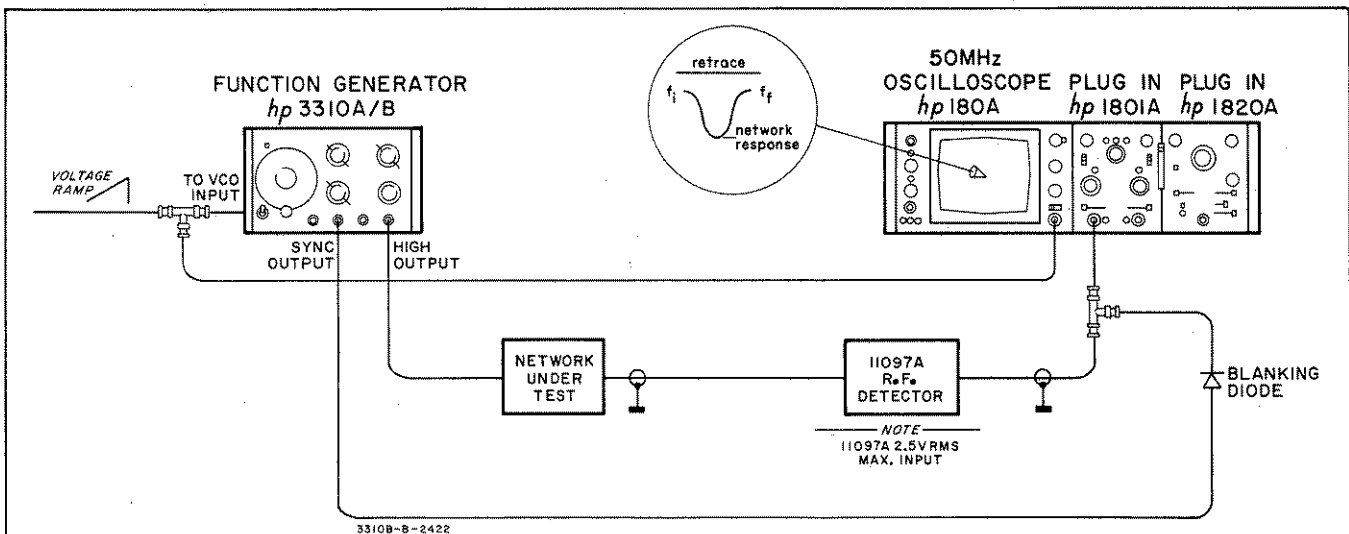 FUNCTION GENERATOR
hp 3310A/B
VOLTAGE
RAMP
TO VCO
INPUT
SYNC
OUTPUT
HIGH
OUTPUT
retrace
fi
ff
network
response
50MHz
OSCILLOSCOPE
hp 180A
PLUG IN
hp 1801A
PLUG IN
hp 1820A
NETWORK
UNDER
TEST
11097A
R.F.
DETECTOR
NOTE
11097A 2.5VRMS
MAX. INPUT
BLANKING
DIODE
3310B-B-2422